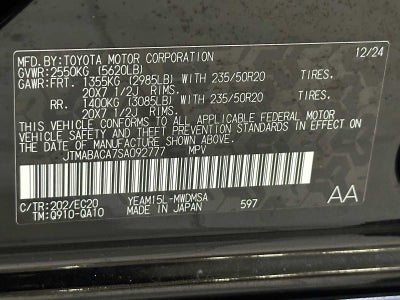 MFD.BY: TOYOTA MOTOR CORPORATION 12/24
GVWR: 2550KG (5620LB)
GAWR: FRT. 1355KG (2985LB) WITH 235/50R20 TIRES.
20X7 1/2J RIMS.
RR. 1400KG (3085LB) WITH 235/50R20 TIRES.
20X7 1/2J RIMS.
THIS VEHICLE CONFORMS TO ALL APPLICABLE FEDERAL MOTOR
VEHICLE SAFETY AND BUMPER STANDARDS IN EFFECT ON THE
DATE OF MANUFACTURE SHOWN ABOVE.
JTMABACA7SA092777 MPV
C/TR: 202/EC20 YEAM15L-MWDMSA AA
TM: Q910-QA10 MADE IN JAPAN 597